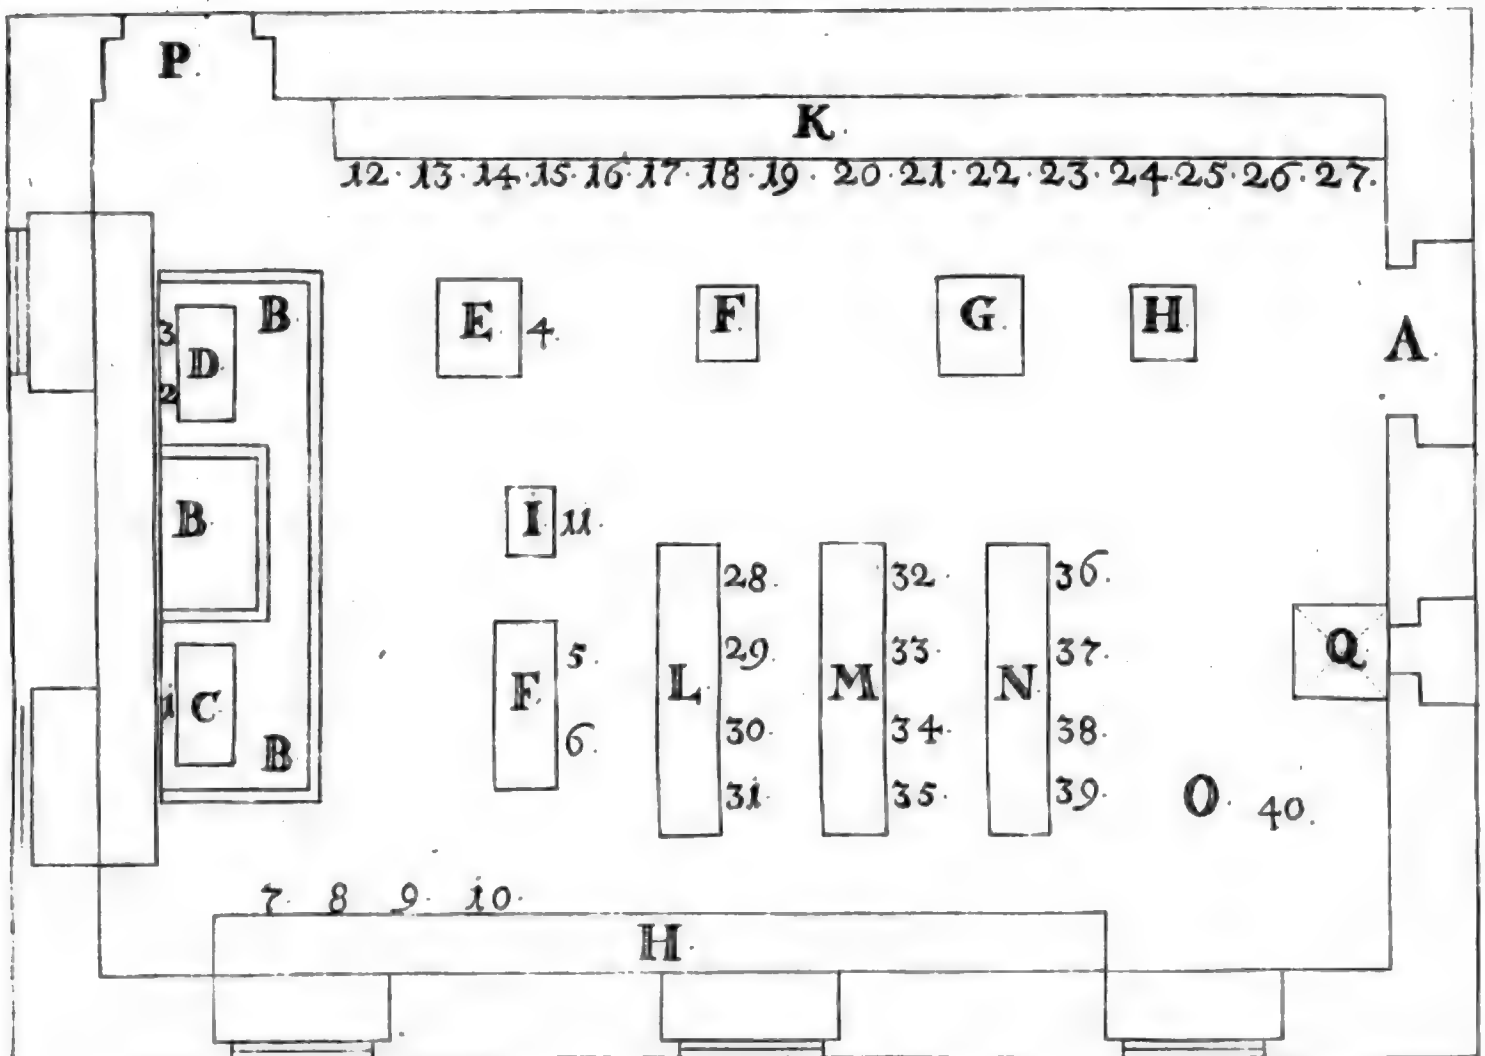 P.
K.
12. 13. 14. 15. 16. 17. 18. 19. 20. 21. 22. 23. 24. 25. 26. 27.
3 B. E. 4. F. G. H. A.
D.
2
B. I 11.
28. 32. 36.
29. 33. 37. Q.
5.
1 C. F. L. M. N.
6. 30. 34. 38.
B
31. 35. 39. O. 40.
7. 8. 9. 10.
H.